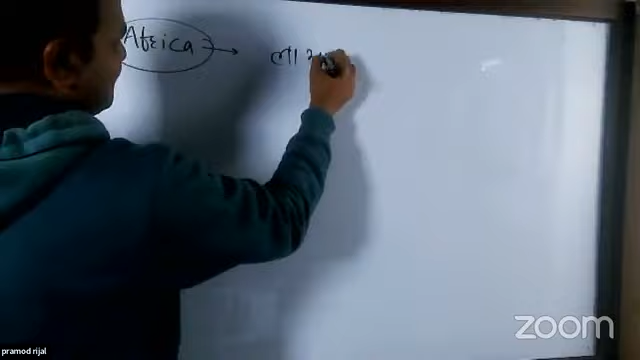 Africa → ला
zoom
pramod rijal